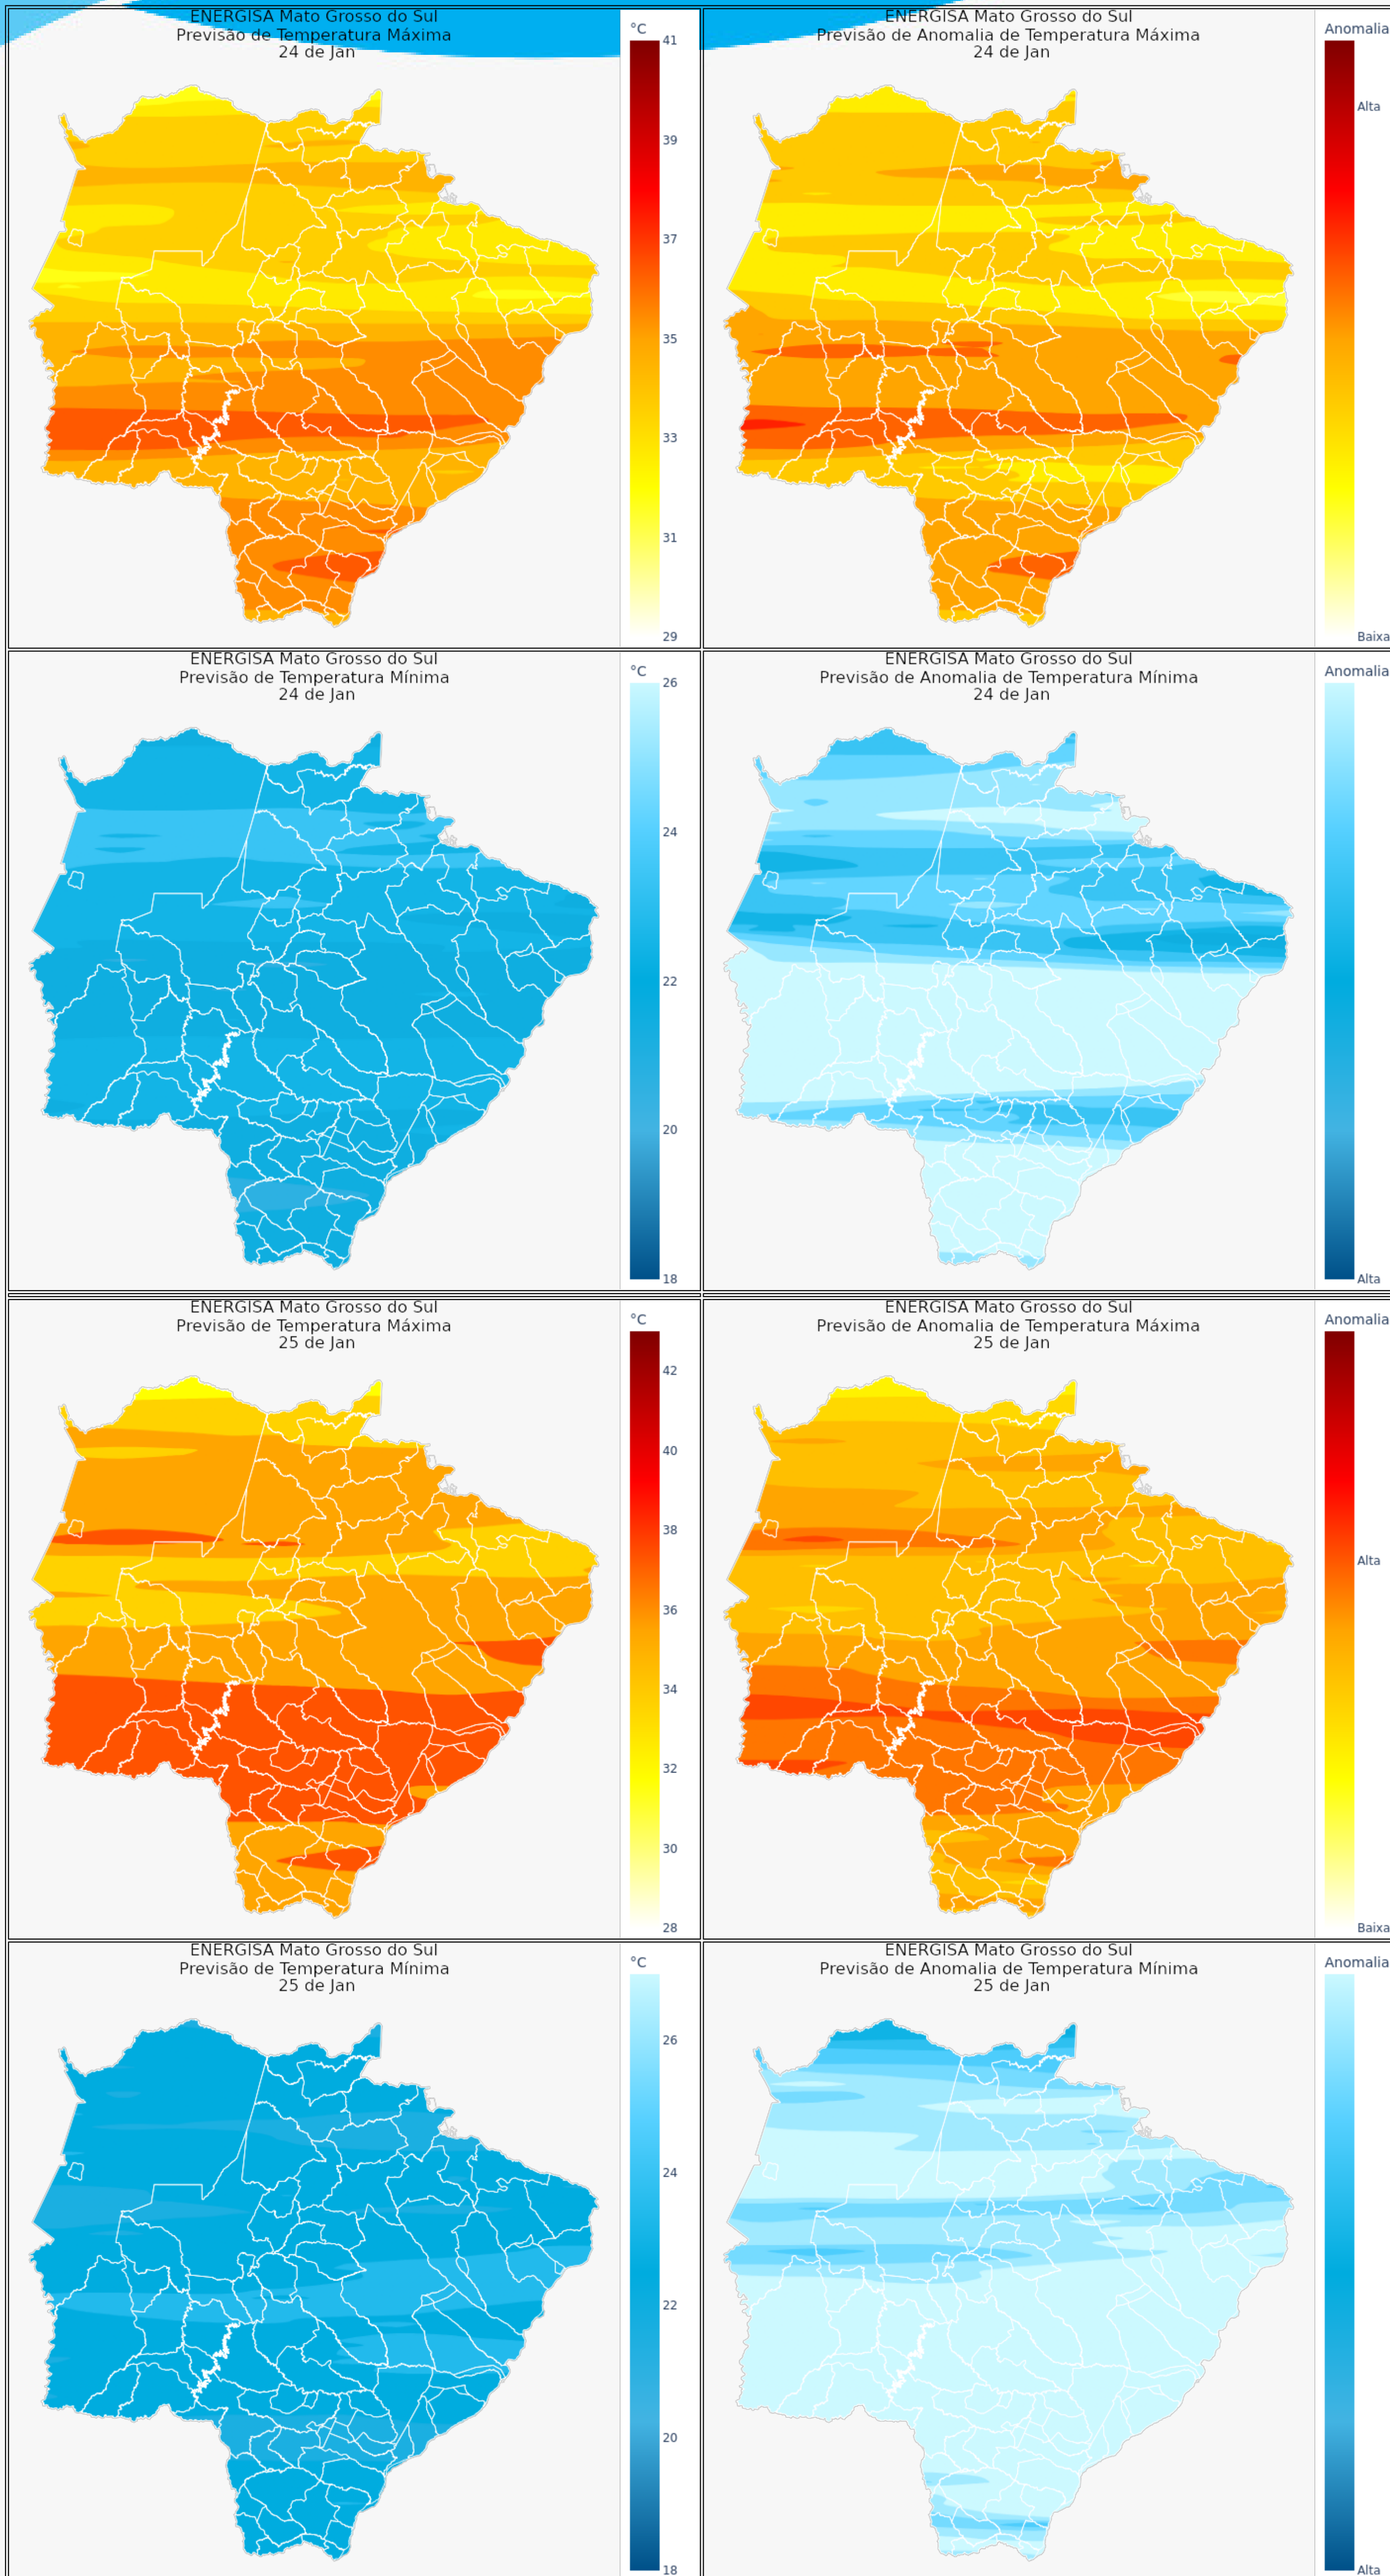 ENERGISA Mato Grosso do Sul
Previsão de Temperatura Máxima
24 de Jan
°C
41
39
37
35
33
31
29
ENERGISA Mato Grosso do Sul
Previsão de Anomalia de Temperatura Máxima
24 de Jan
Anomalia
Alta
Baixa
ENERGISA Mato Grosso do Sul
Previsão de Temperatura Mínima
24 de Jan
°C
26
24
22
20
18
ENERGISA Mato Grosso do Sul
Previsão de Anomalia de Temperatura Mínima
24 de Jan
Anomalia
Alta
ENERGISA Mato Grosso do Sul
Previsão de Temperatura Máxima
25 de Jan
°C
42
40
38
36
34
32
30
28
ENERGISA Mato Grosso do Sul
Previsão de Anomalia de Temperatura Máxima
25 de Jan
Anomalia
Alta
Baixa
ENERGISA Mato Grosso do Sul
Previsão de Temperatura Mínima
25 de Jan
°C
26
24
22
20
18
ENERGISA Mato Grosso do Sul
Previsão de Anomalia de Temperatura Mínima
25 de Jan
Anomalia
Alta